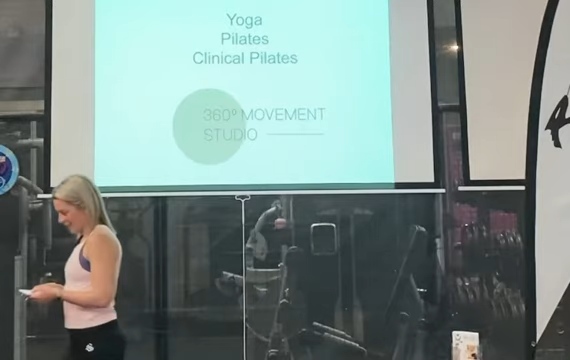 Yoga
Pilates
Clinical Pilates
360° MOVEMENT
STUDIO